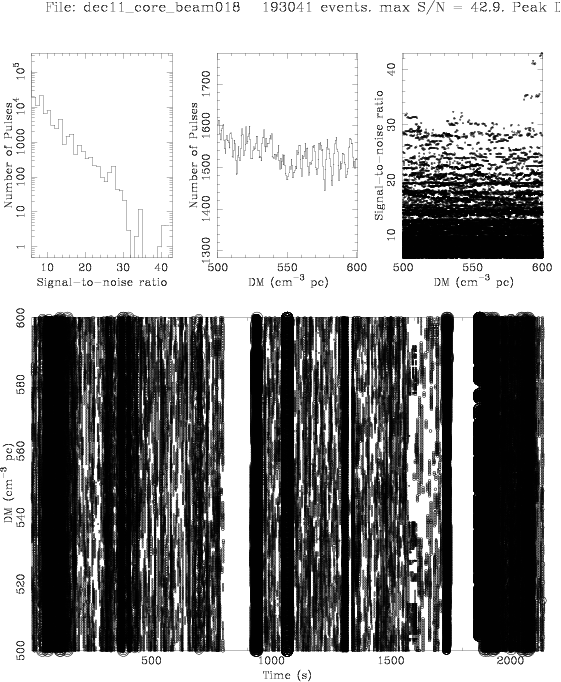 File: dec11_core_beam018 193041 events. max S/N = 42.9. Peak
Number of Pulses
1 10 100 1000 10⁴ 10⁵
10 20 30 40
Signal-to-noise ratio
Number of Pulses
1300 1400 1500 1600 1700
500 550 600
DM (cm⁻³ pc)
Signal-to-noise ratio
10 20 30 40
500 550 600
DM (cm⁻³ pc)
DM (cm⁻³ pc)
500 520 540 560 580 600
500 1000 1500 2000
Time (s)